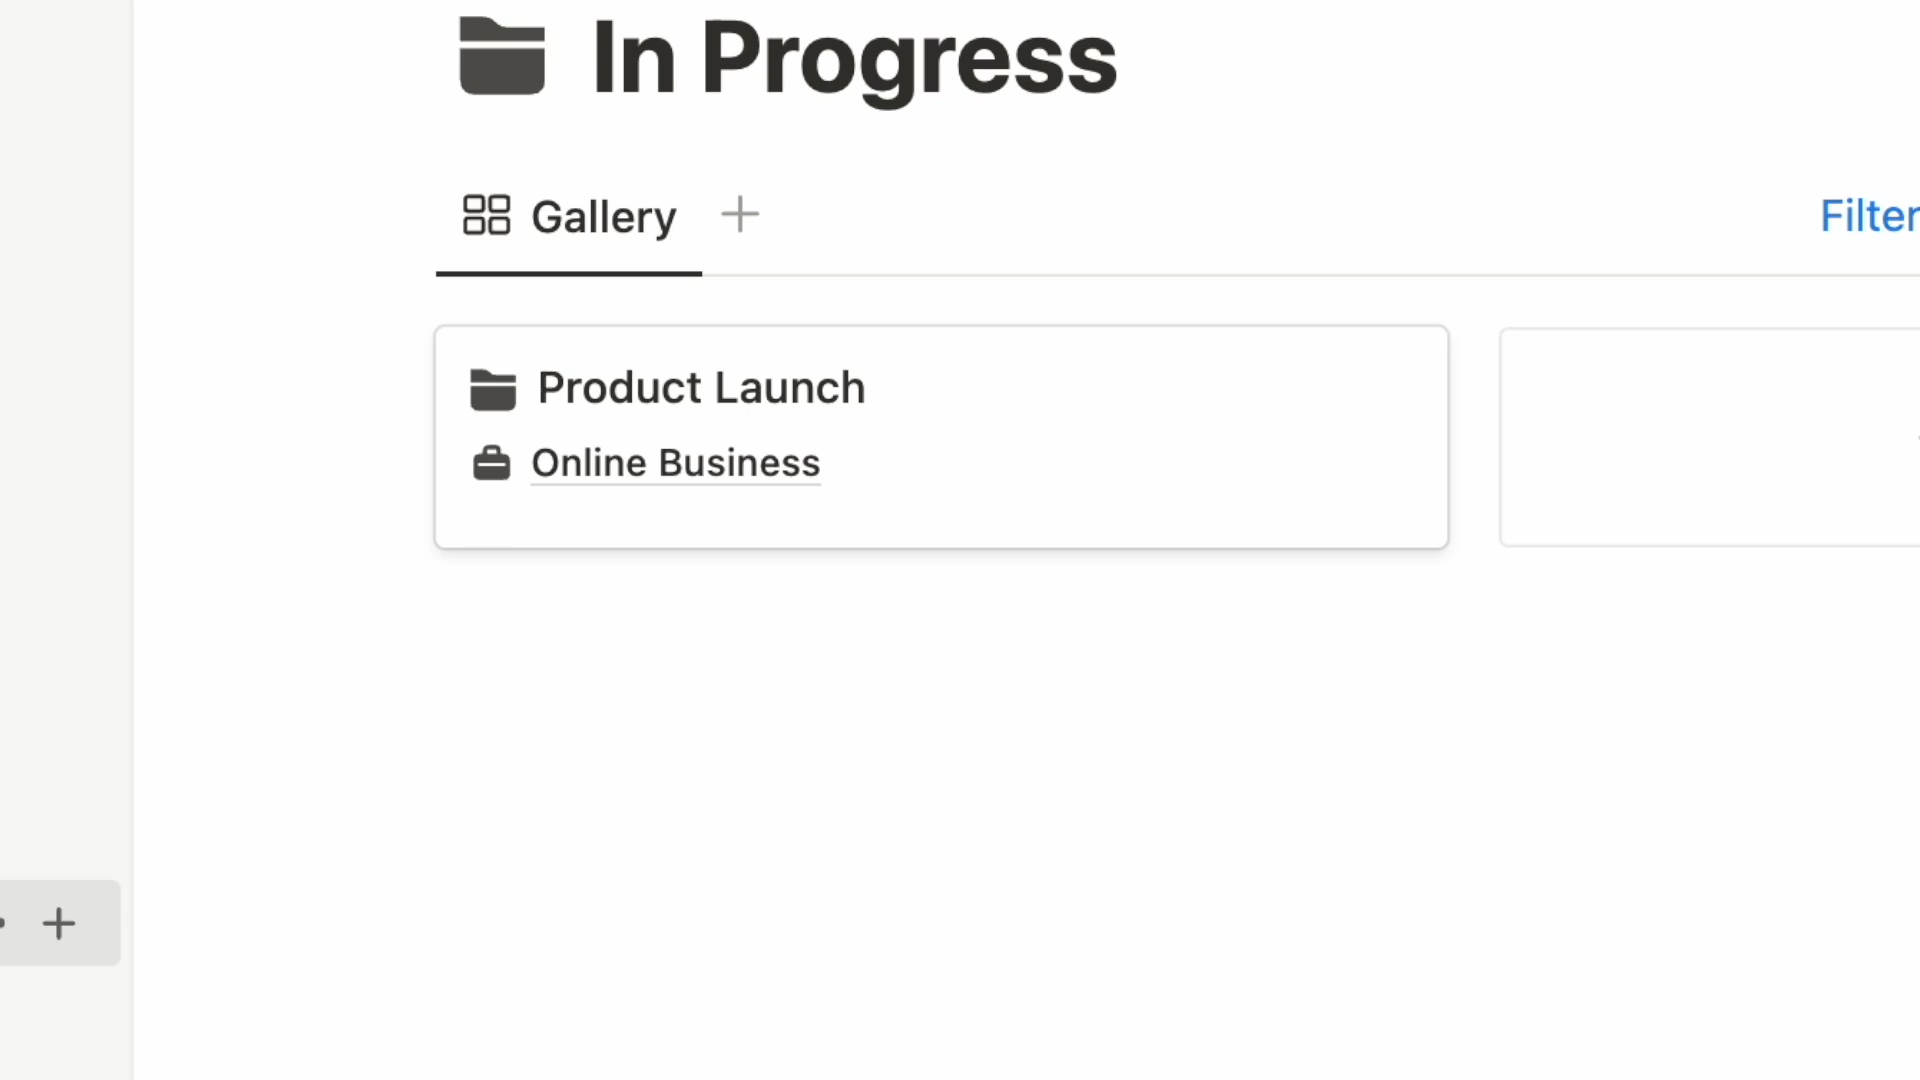 In Progress
Gallery
Filter
Product Launch
Online Business